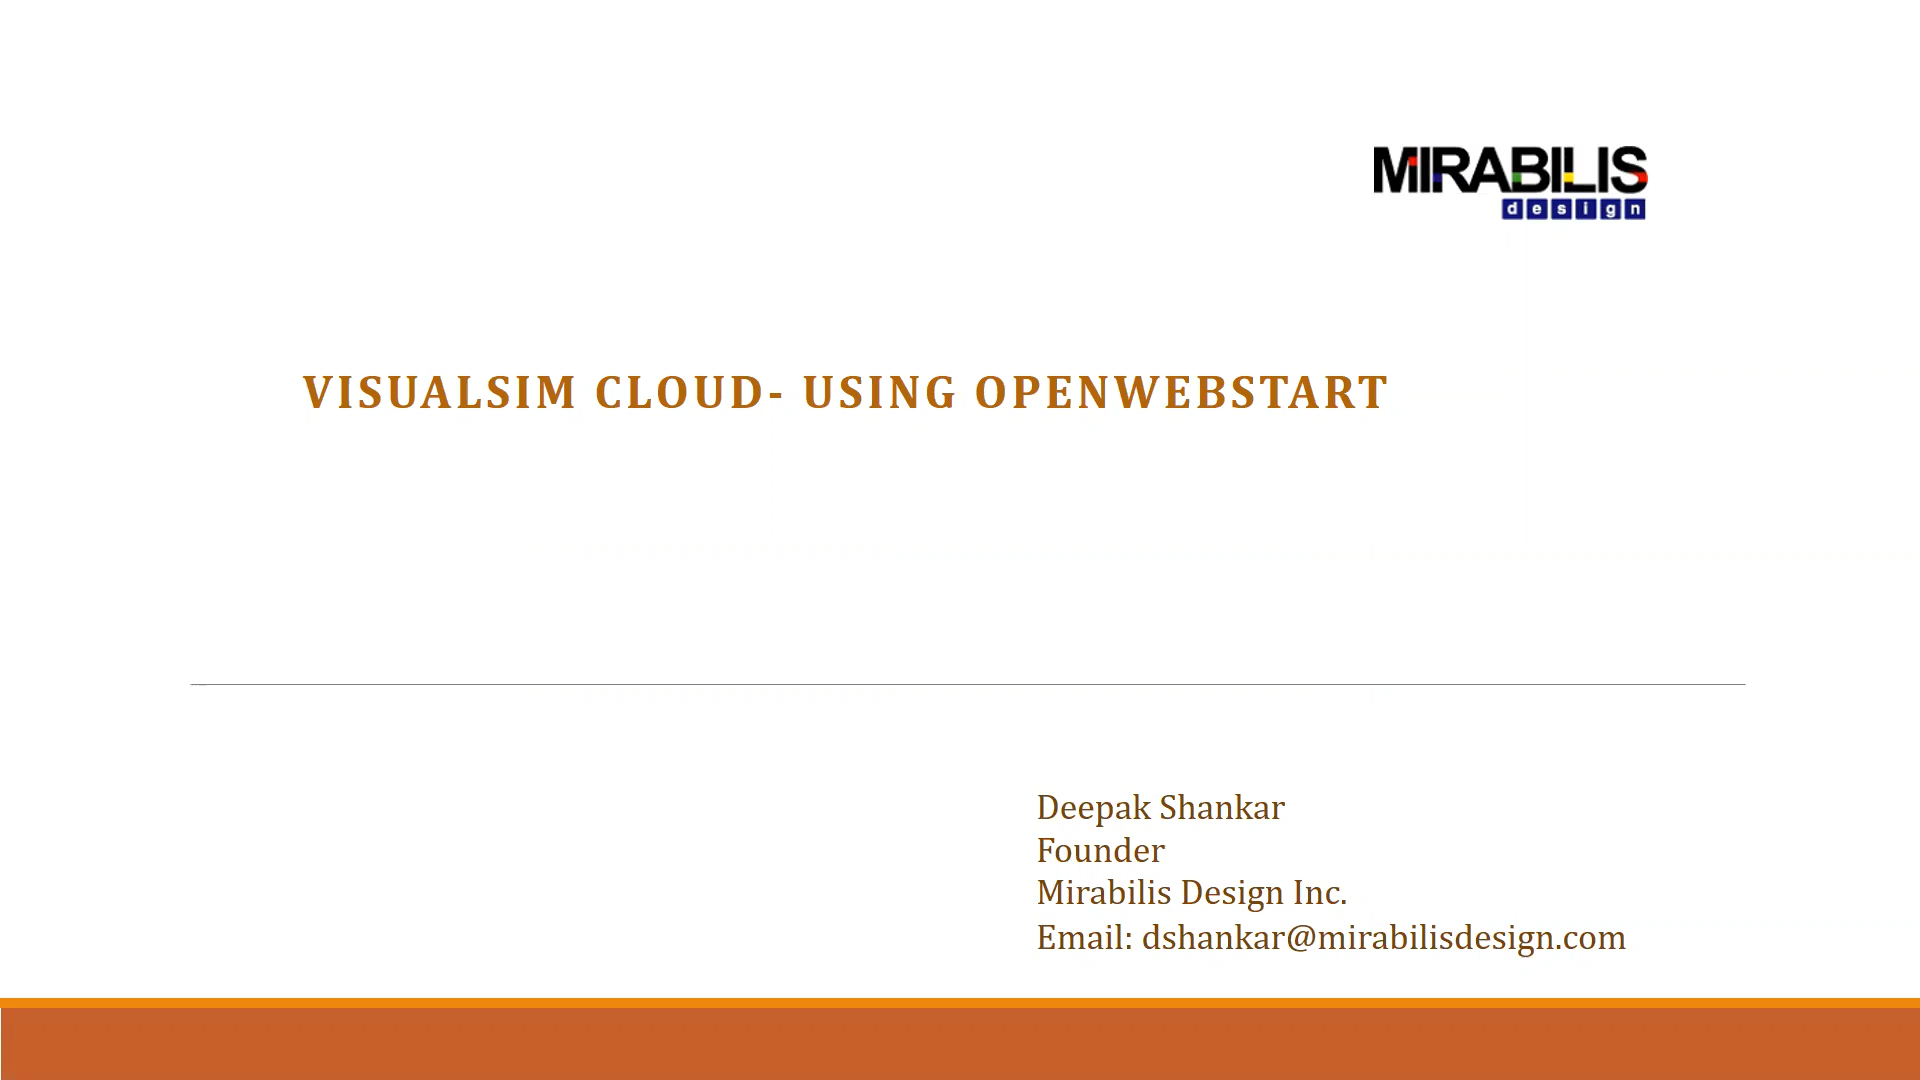 MIRABILIS
design
VISUALSIM CLOUD- USING OPENWEBSTART
Deepak Shankar
Founder
Mirabilis Design Inc.
Email: dshankar@mirabilisdesign.com